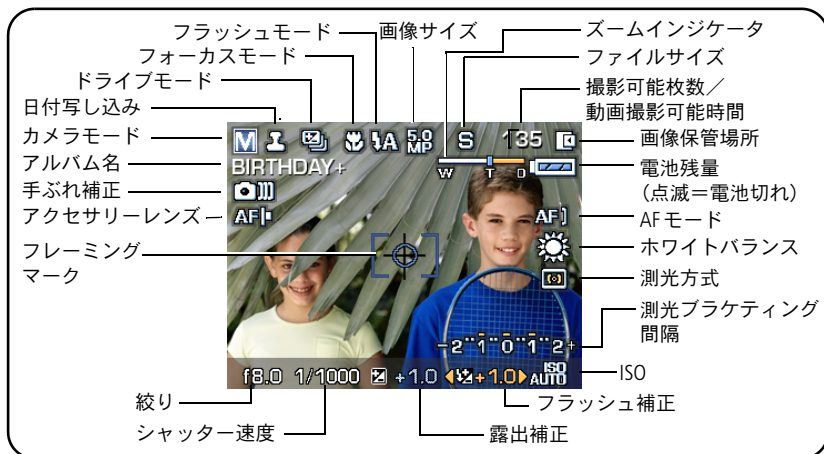 フラッシュモード
画像サイズ
ズームインジケータ
フォーカスモード
ファイルサイズ
ドライブモード
撮影可能枚数／
動画撮影可能時間
日付写し込み
カメラモード
画像保管場所
アルバム名
電池残量
(点滅＝電池切れ)
手ぶれ補正
アクセサリーレンズ
AFモード
フレーミング
マーク
ホワイトバランス
測光方式
測光ブラケティング
間隔
ISO
絞り
フラッシュ補正
シャッター速度
露出補正
M
A
5.0
MP
S
135
BIRTHDAY+
W T D
AF
AF
-2 1 0 1 2+
f8.0 1/1000 +1.0 +1.0 ISO
AUTO